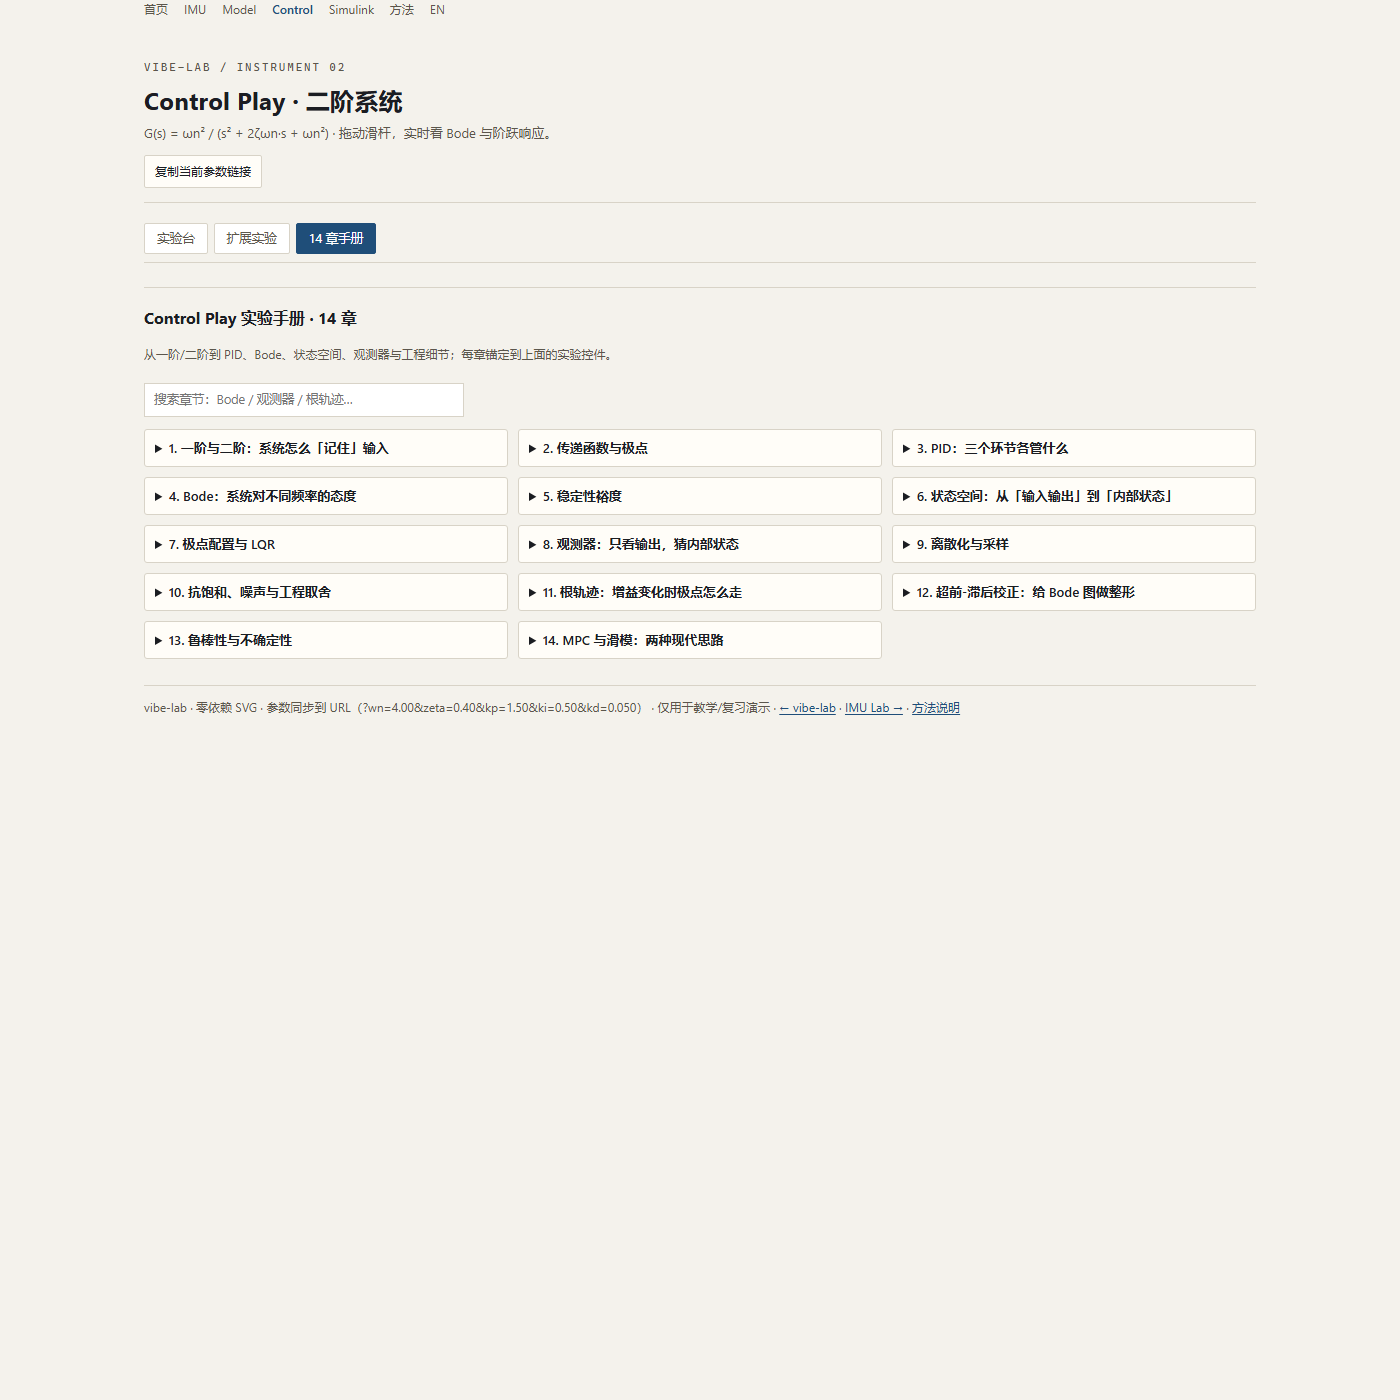 首页 IMU Model Control Simulink 方法 EN
VIBE-LAB / INSTRUMENT 02
Control Play · 二阶系统
G(s) = ωn² / (s² + 2ζωn·s + ωn²) · 拖动滑杆，实时看 Bode 与阶跃响应。
复制当前参数链接
实验台 扩展实验 14 章手册
Control Play 实验手册 · 14 章
从一阶/二阶到 PID、Bode、状态空间、观测器与工程细节；每章锚定到上面的实验控件。
搜索章节：Bode / 观测器 / 根轨迹…
▶ 1. 一阶与二阶：系统怎么「记住」输入
▶ 2. 传递函数与极点
▶ 3. PID：三个环节各管什么
▶ 4. Bode：系统对不同频率的态度
▶ 5. 稳定性裕度
▶ 6. 状态空间：从「输入输出」到「内部状态」
▶ 7. 极点配置与 LQR
▶ 8. 观测器：只看输出，猜内部状态
▶ 9. 离散化与采样
▶ 10. 抗饱和、噪声与工程取舍
▶ 11. 根轨迹：增益变化时极点怎么走
▶ 12. 超前-滞后校正：给 Bode 图做整形
▶ 13. 鲁棒性与不确定性
▶ 14. MPC 与滑模：两种现代思路
vibe-lab · 零依赖 SVG · 参数同步到 URL（?wn=4.00&zeta=0.40&kp=1.50&ki=0.50&kd=0.050） · 仅用于教学/复习演示 · ← vibe-lab · IMU Lab → · 方法说明